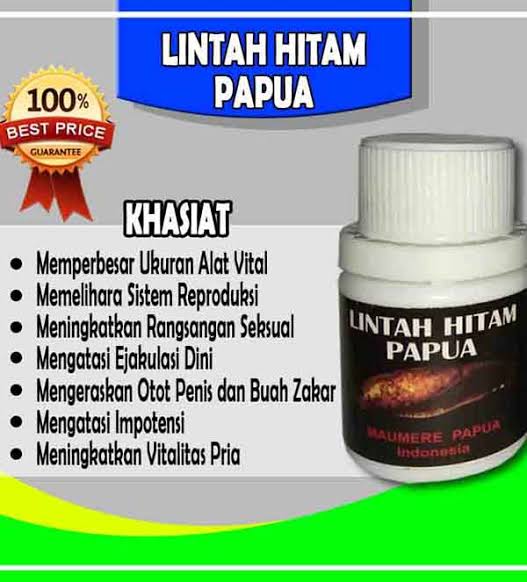 LINTAH HITAM
PAPUA
100%
BEST PRICE
GUARANTEE
KHASIAT
• Memperbesar Ukuran Alat Vital
• Memelihara Sistem Reproduksi
• Meningkatkan Rangsangan Seksual
• Mengatasi Ejakulasi Dini
• Mengeraskan Otot Penis dan Buah Zakar
• Mengatasi Impotensi
• Meningkatkan Vitalitas Pria
LINTAH HITAM
PAPUA
MAUMERE PAPUA
Indonesia